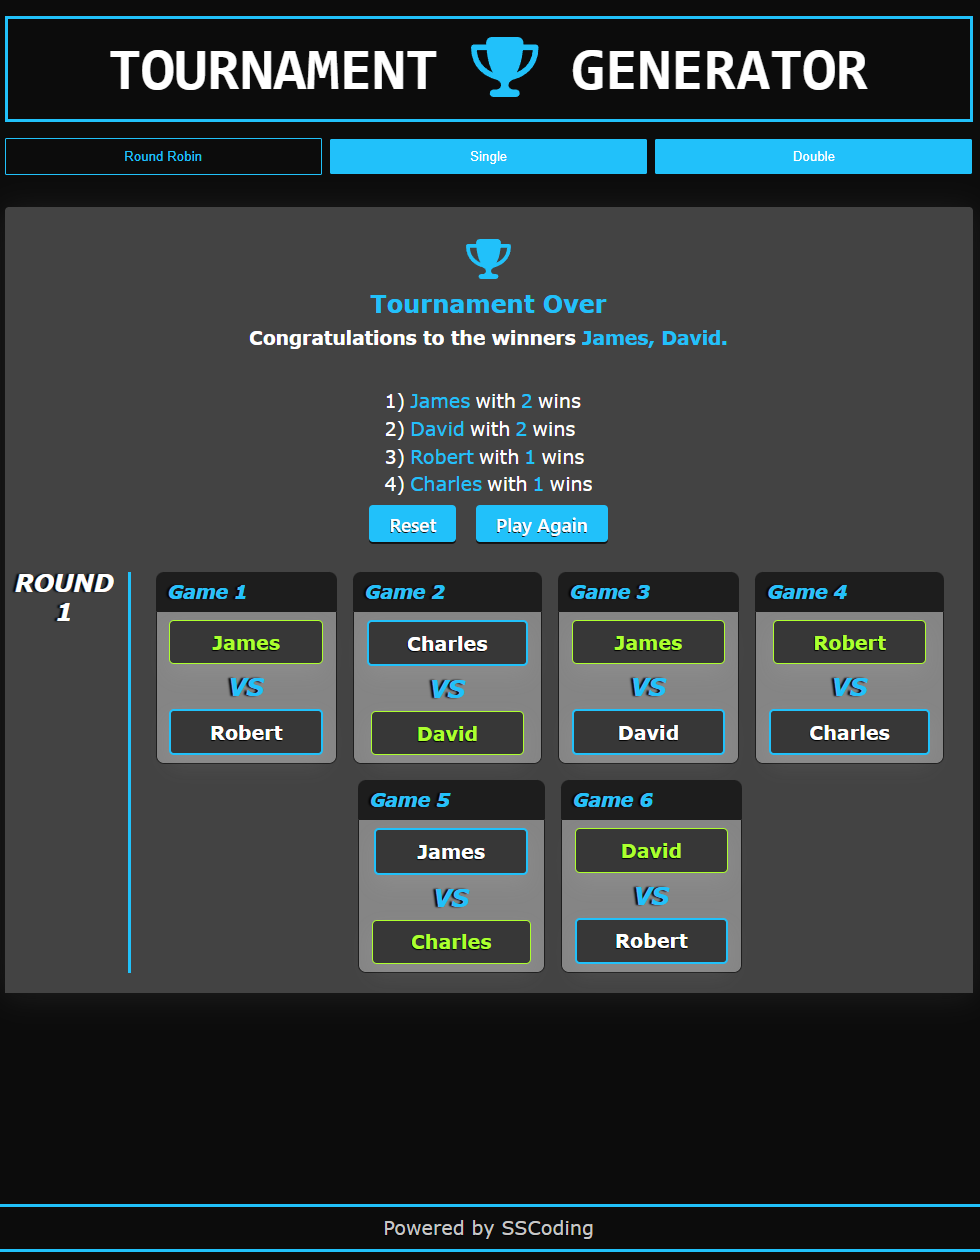 TOURNAMENT GENERATOR
Round Robin
Single
Double
Tournament Over
Congratulations to the winners James, David.
1) James with 2 wins
2) David with 2 wins
3) Robert with 1 wins
4) Charles with 1 wins
Reset
Play Again
ROUND
1
Game 1
James
VS
Robert
Game 2
Charles
VS
David
Game 3
James
VS
David
Game 4
Robert
VS
Charles
Game 5
James
VS
Charles
Game 6
David
VS
Robert
Powered by SSCoding